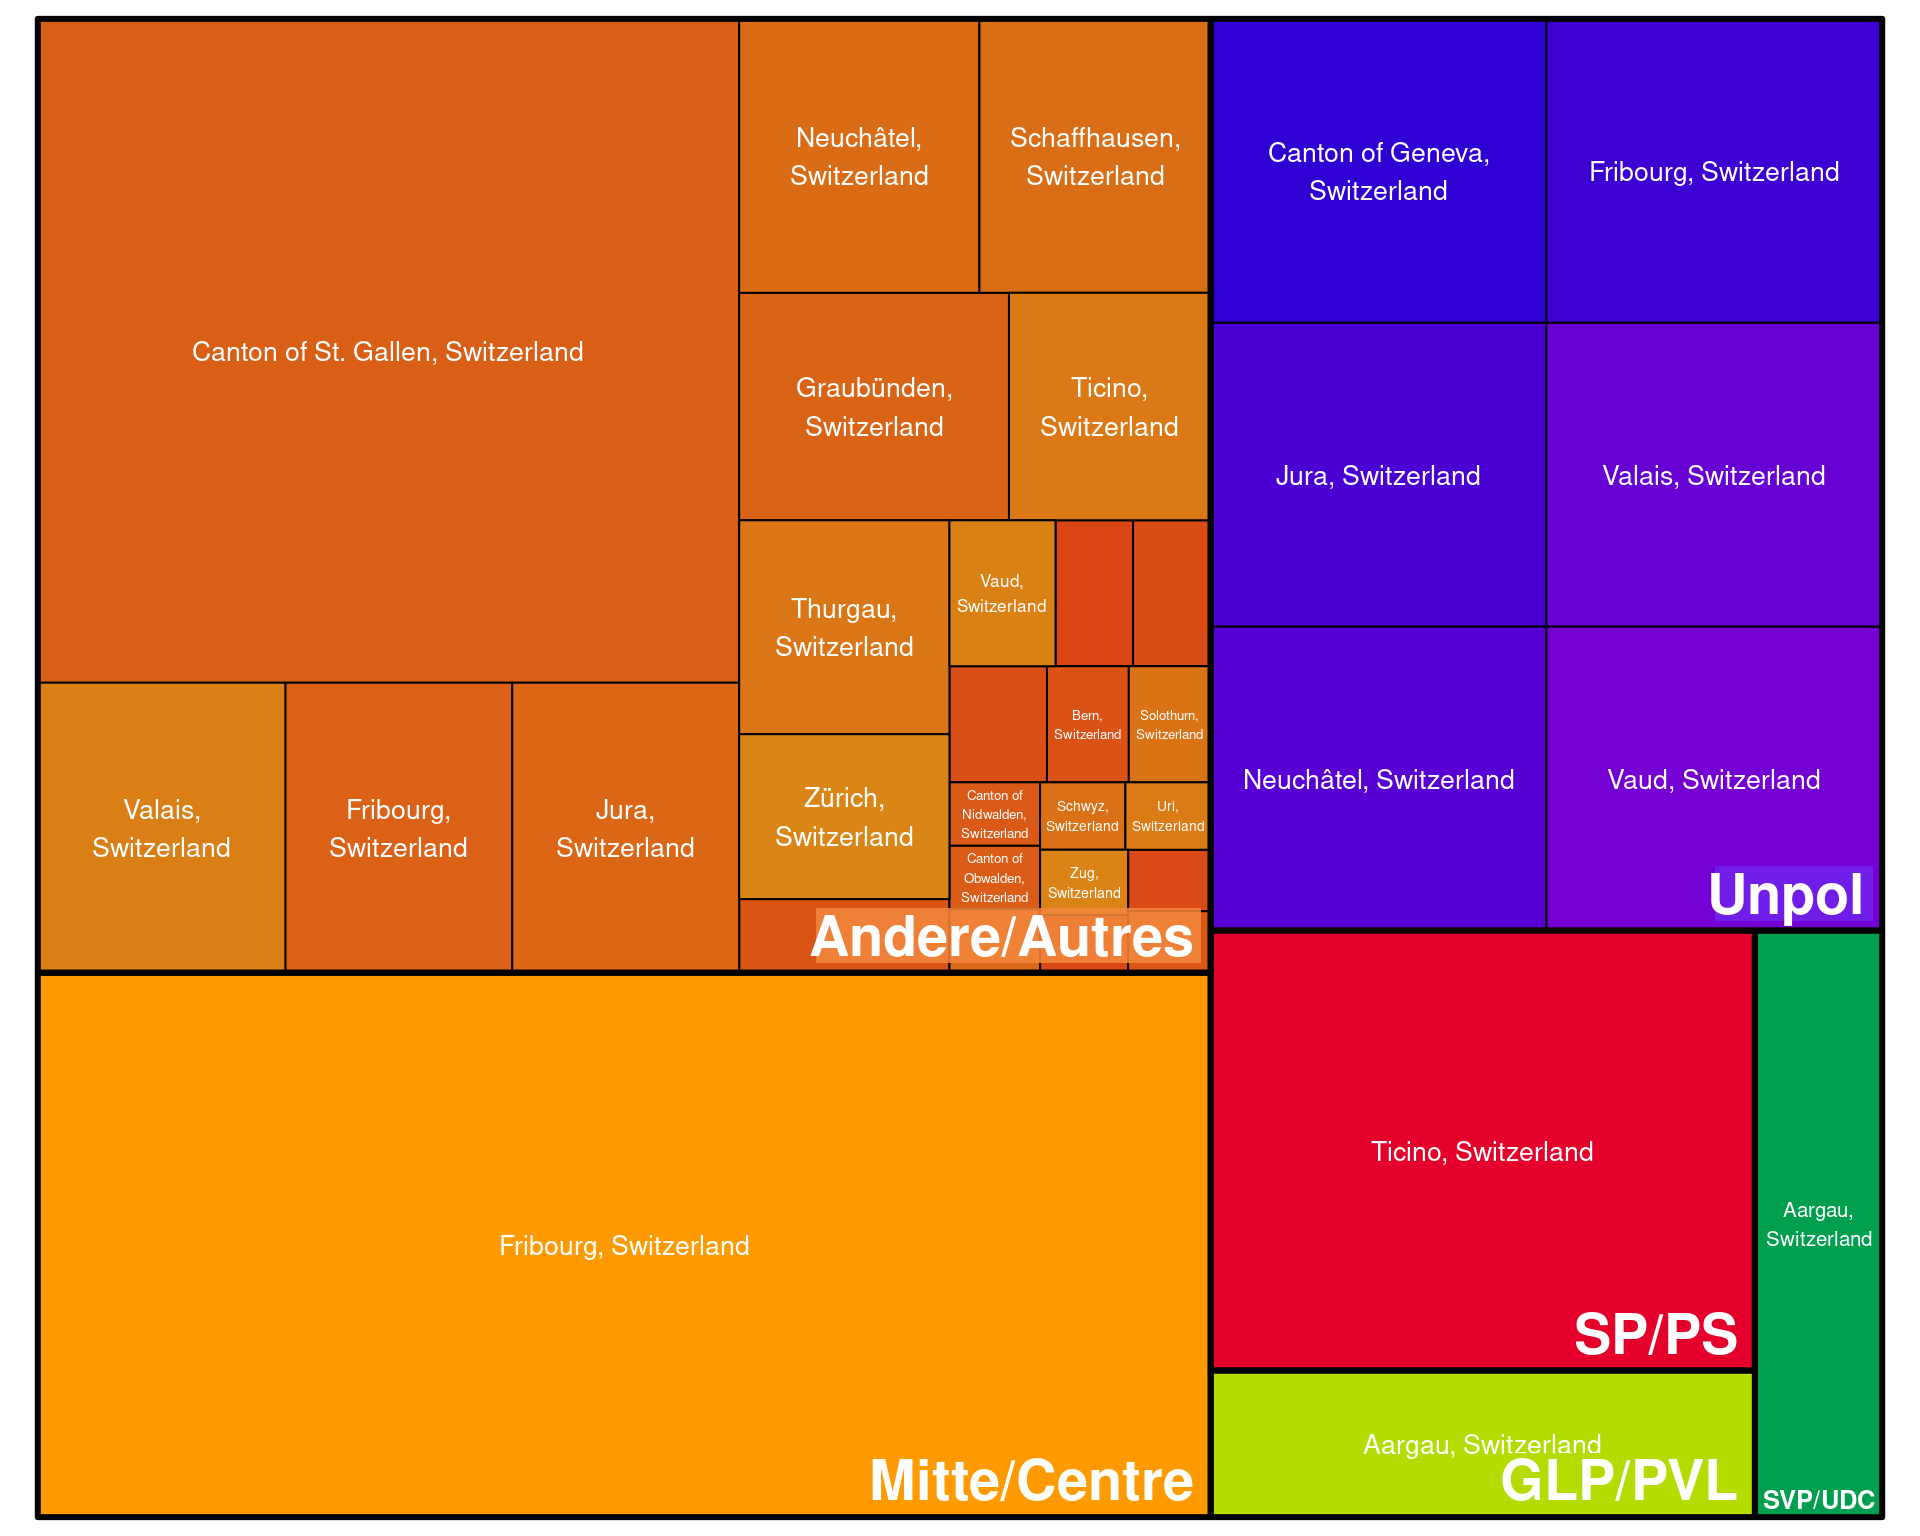 Canton of St. Gallen, Switzerland
Neuchâtel,
Switzerland
Schaffhausen,
Switzerland
Graubünden,
Switzerland
Ticino,
Switzerland
Thurgau,
Switzerland
Vaud,
Switzerland
Bern,
Switzerland
Solothurn,
Switzerland
Valais,
Switzerland
Fribourg,
Switzerland
Jura,
Switzerland
Zürich,
Switzerland
Canton of
Nidwalden,
Switzerland
Schwyz,
Switzerland
Uri,
Switzerland
Canton of
Obwalden,
Switzerland
Zug,
Switzerland
Andere/Autres
Canton of Geneva,
Switzerland
Fribourg, Switzerland
Jura, Switzerland
Valais, Switzerland
Neuchâtel, Switzerland
Vaud, Switzerland
Unpol
Fribourg, Switzerland
Mitte/Centre
Ticino, Switzerland
SP/PS
Aargau, Switzerland
GLP/PVL
Aargau,
Switzerland
SVP/UDC